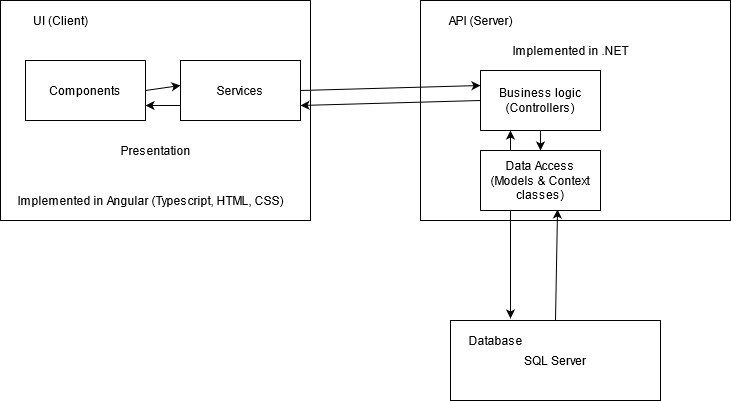 UI (Client)
Components
Services
Presentation
Implemented in Angular (Typescript, HTML, CSS)
API (Server)
Implemented in .NET
Business logic
(Controllers)
Data Access
(Models & Context
classes)
Database
SQL Server